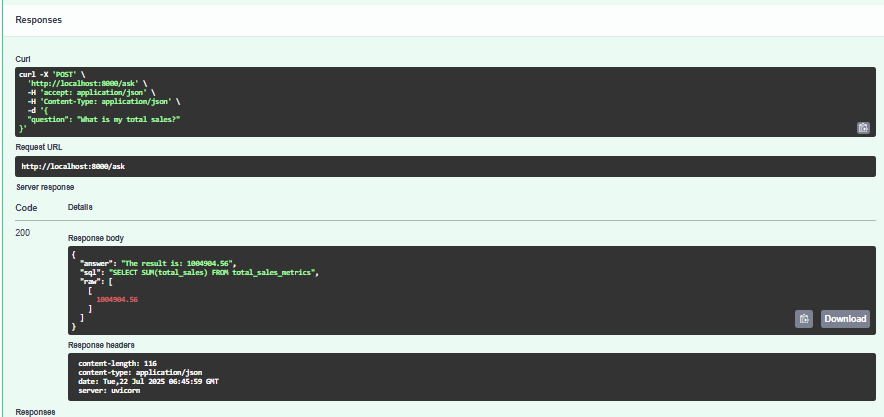 Responses
Curl
curl -X 'POST' \
'http://localhost:8000/ask' \
-H 'accept: application/json' \
-H 'Content-Type: application/json' \
-d '{
"question": "What is my total sales?"
}'
Request URL
http://localhost:8000/ask
Server response
Code Details
200
Response body
{
"answer": "The result is: 1004904.56",
"sql": "SELECT SUM(total_sales) FROM total_sales_metrics",
"raw": [
[
1004904.56
]
]
}
Download
Response headers
content-length: 116
content-type: application/json
date: Tue,22 Jul 2025 06:45:59 GMT
server: uvicorn
Responses